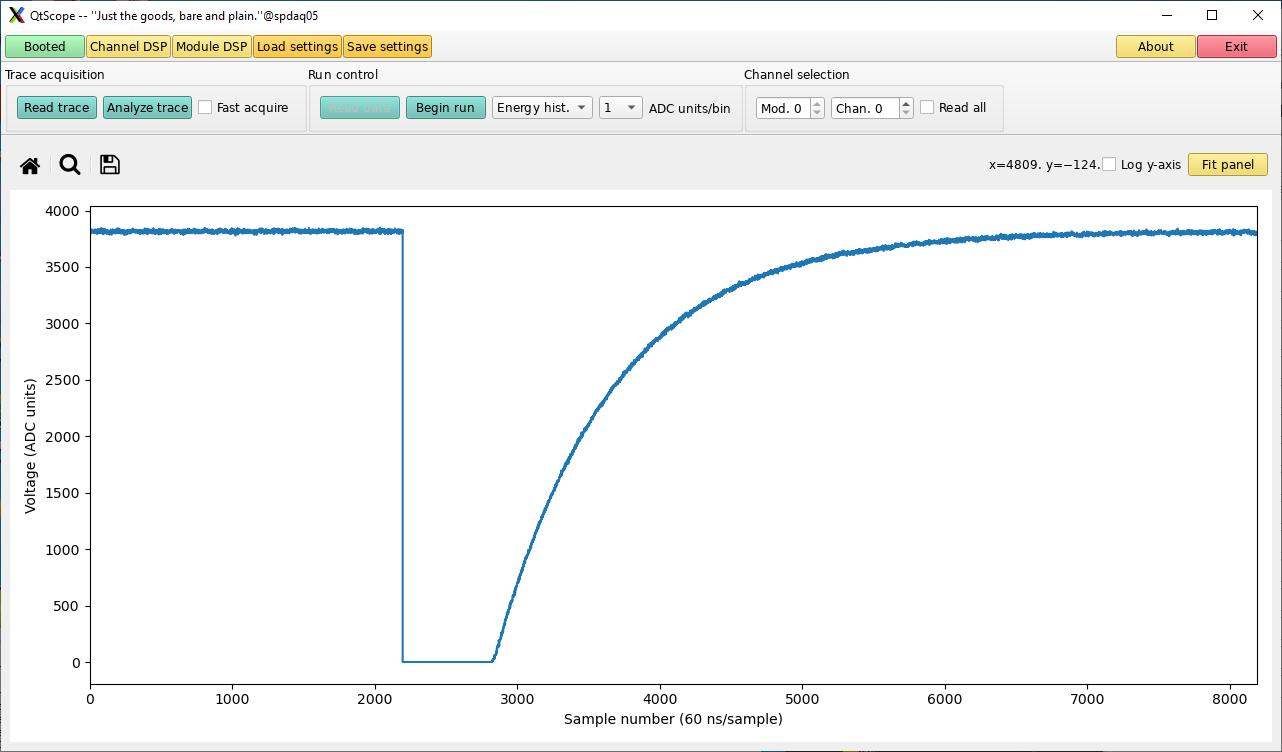 QtScope -- "Just the goods, bare and plain."@spdaq05
Booted Channel DSP Module DSP Load settings Save settings About Exit
Trace acquisition Run control Channel selection
Read trace Analyze trace Fast acquire Read data Begin run Energy hist. 1 ADC units/bin Mod. 0 Chan. 0 Read all
x=4809. y=−124. Log y-axis Fit panel
4000
3500
3000
2500
2000
1500
1000
500
0
Voltage (ADC units)
0 1000 2000 3000 4000 5000 6000 7000 8000
Sample number (60 ns/sample)